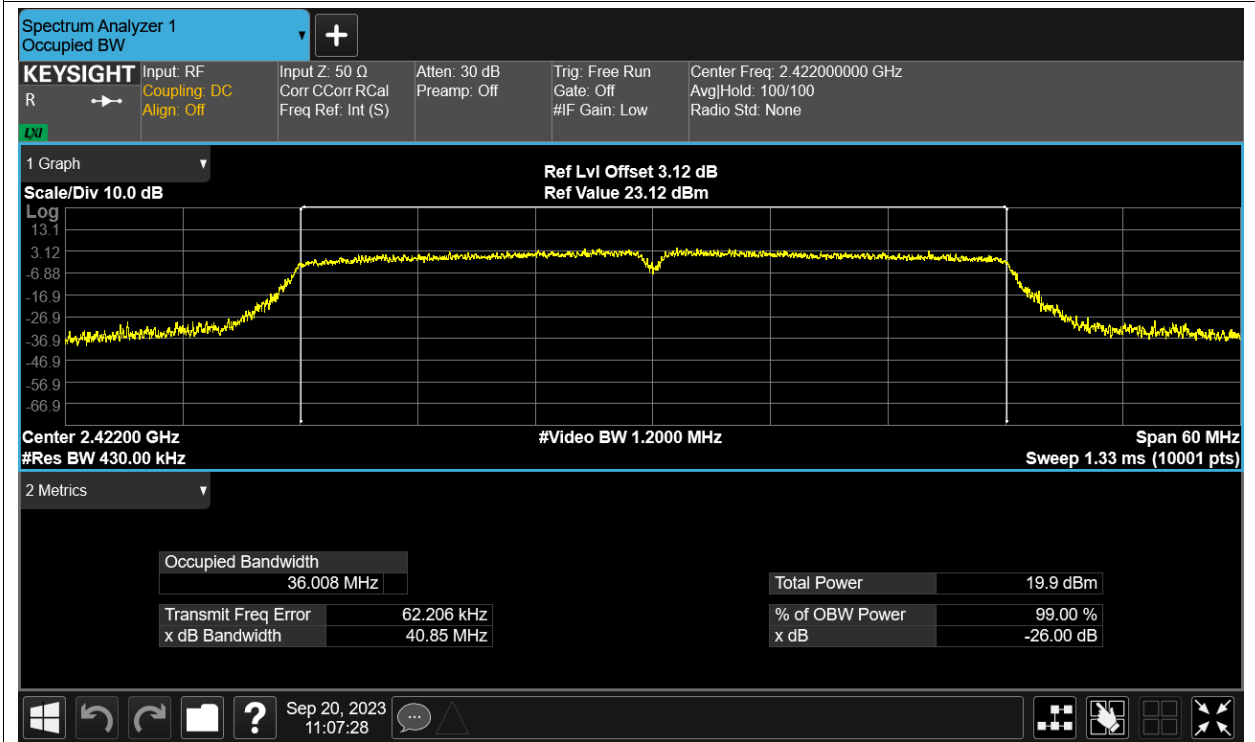 Spectrum Analyzer 1
Occupied BW
KEYSIGHT
R
LXI
Input: RF
Coupling: DC
Align: Off
Input Z: 50 Ω
Corr CCorr RCal
Freq Ref: Int (S)
Atten: 30 dB
Preamp: Off
Trig: Free Run
Gate: Off
#IF Gain: Low
Center Freq: 2.422000000 GHz
Avg|Hold: 100/100
Radio Std: None
1 Graph
Scale/Div 10.0 dB
Ref Lvl Offset 3.12 dB
Ref Value 23.12 dBm
Log
13.1
3.12
-6.88
-16.9
-26.9
-36.9
-46.9
-56.9
-66.9
Center 2.42200 GHz
#Res BW 430.00 kHz
#Video BW 1.2000 MHz
Span 60 MHz
Sweep 1.33 ms (10001 pts)
2 Metrics
Occupied Bandwidth
36.008 MHz
Transmit Freq Error 62.206 kHz
x dB Bandwidth 40.85 MHz
Total Power 19.9 dBm
% of OBW Power 99.00 %
x dB -26.00 dB
?
Sep 20, 2023
11:07:28